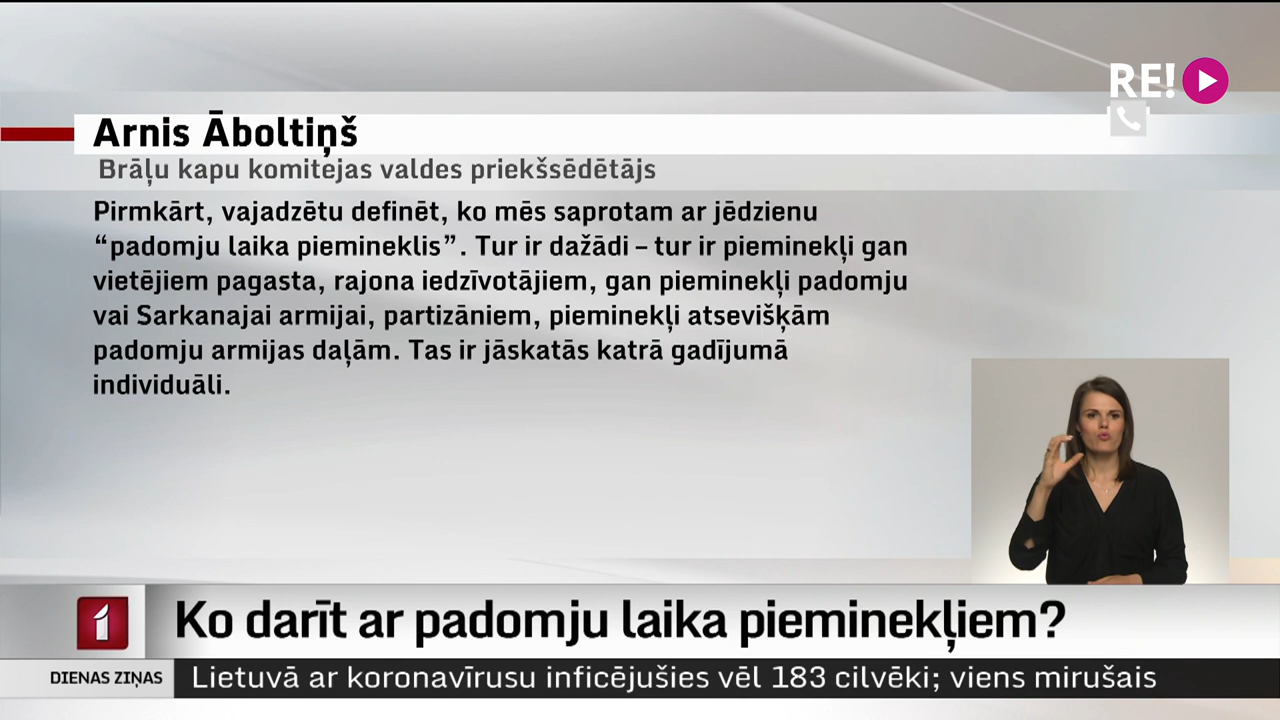 RE!
Arnis Āboltiņš
Brāļu kapu komitejas valdes priekšsēdētājs
Pirmkārt, vajadzētu definēt, ko mēs saprotam ar jēdzienu
“padomju laika piemineklis”. Tur ir dažādi – tur ir pieminekļi gan
vietējiem pagasta, rajona iedzīvotājiem, gan pieminekļi padomju
vai Sarkanajai armijai, partizāniem, pieminekļi atsevišķām
padomju armijas daļām. Tas ir jāskatās katrā gadījumā
individuāli.
1 Ko darīt ar padomju laika pieminekļiem?
DIENAS ZIŅAS Lietuvā ar koronavīrusu inficējušies vēl 183 cilvēki; viens mirušais